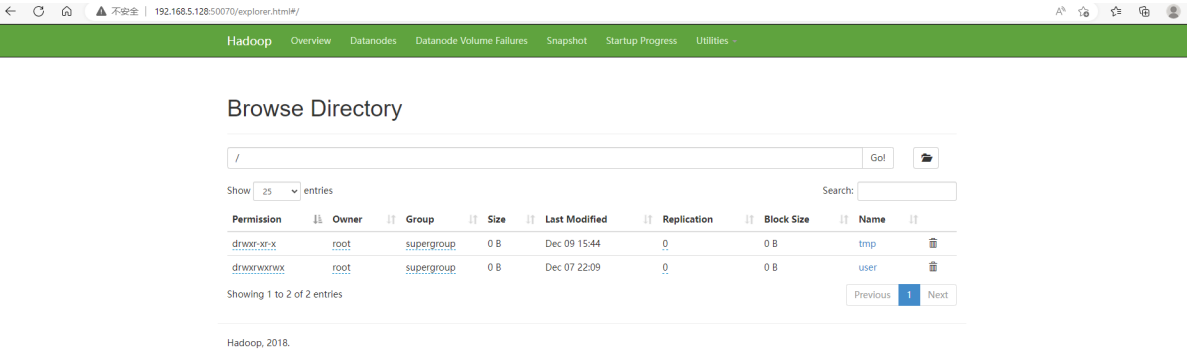 不安全 192.168.5.128:50070/explorer.html#/
Hadoop Overview Datanodes Datanode Volume Failures Snapshot Startup Progress Utilities
Browse Directory
/ Go!
Show 25 entries Search:
Permission Owner Group Size Last Modified Replication Block Size Name
drwxr-xr-x root supergroup 0 B Dec 09 15:44 0 0 B tmp
drwxrwxrwx root supergroup 0 B Dec 07 22:09 0 0 B user
Showing 1 to 2 of 2 entries Previous 1 Next
Hadoop, 2018.